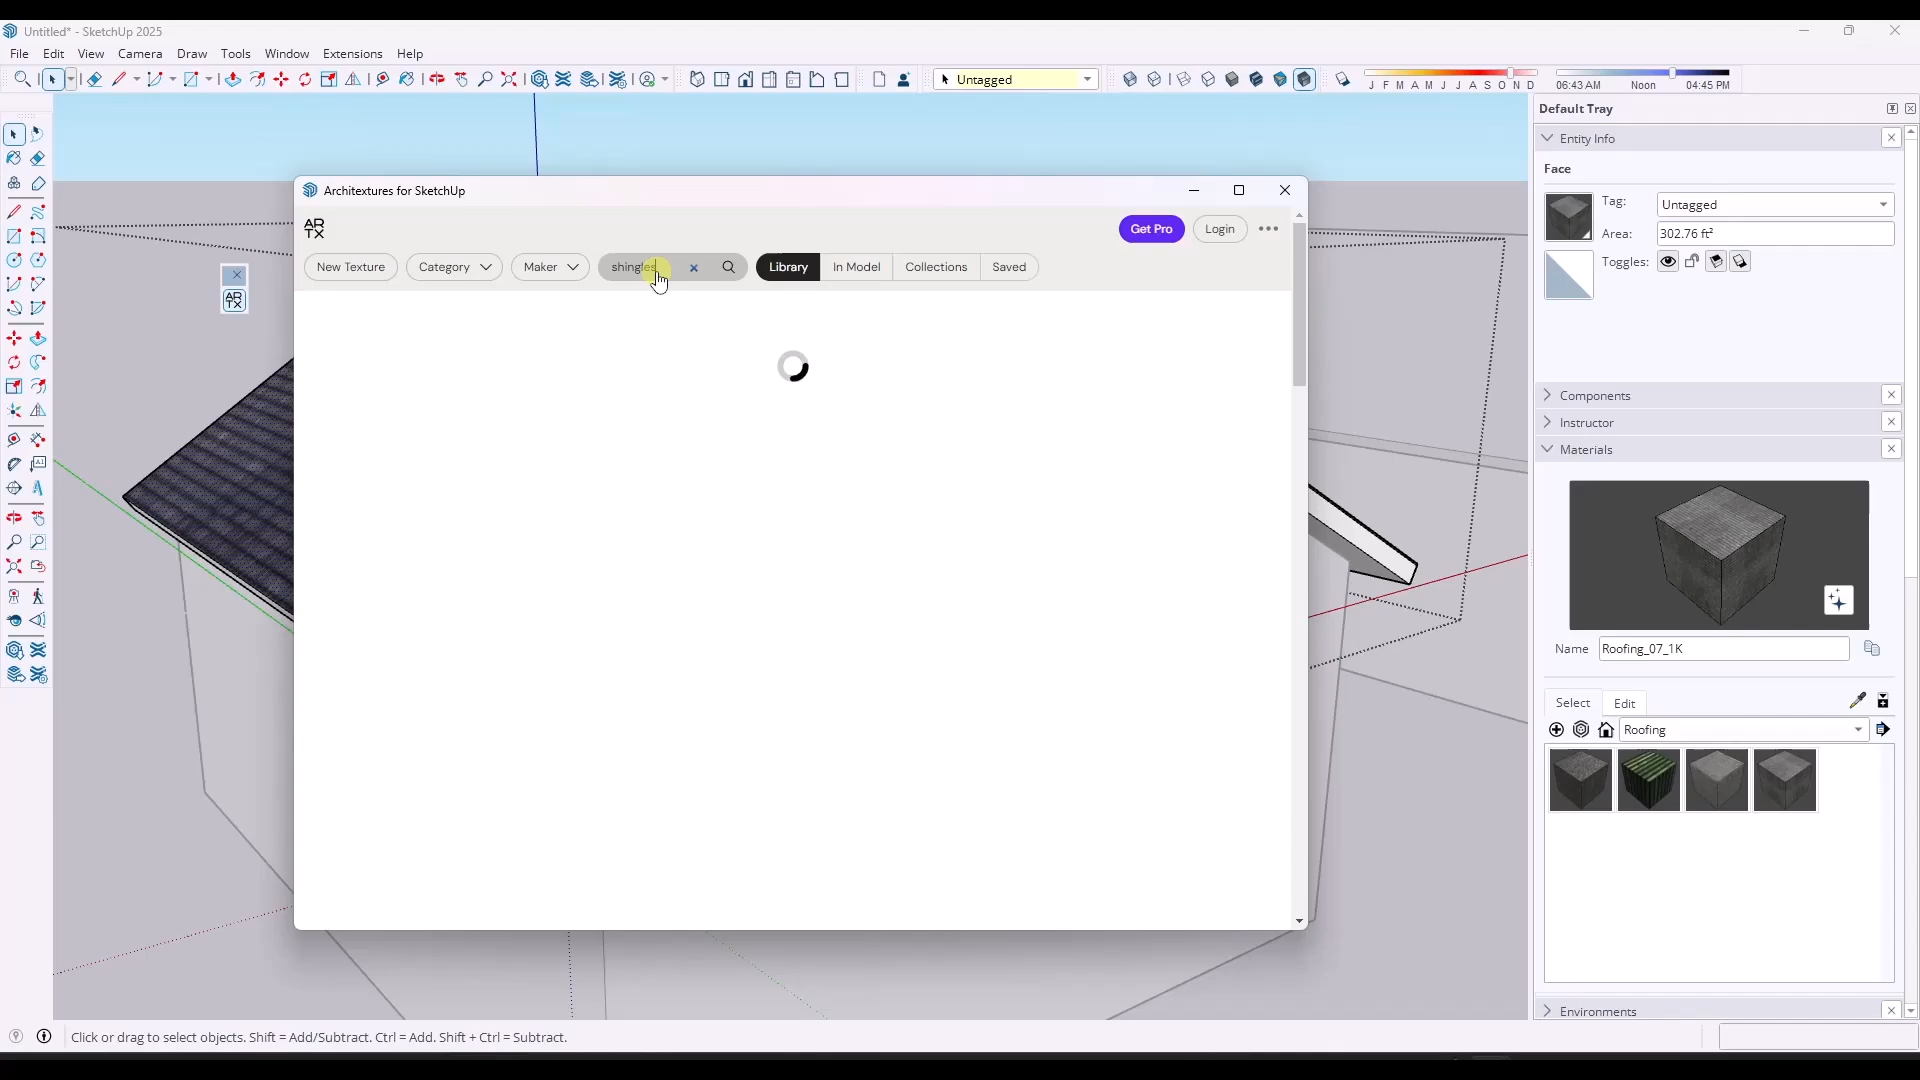 Untitled* - SketchUp 2025
File Edit View Camera Draw Tools Window Extensions Help
Untagged
J F M A M J J A S O N D
06:43 AM Noon 04:45 PM
Default Tray
Entity Info
Face
Tag: Untagged
Area: 302.76 ft²
Toggles:
Components
Instructor
Materials
Name Roofing_07_1K
Select Edit
Roofing
Environments
Architextures for SketchUp
AR
TX
Get Pro Login
New Texture Category Maker shingles Library In Model Collections Saved
AR
TX
Click or drag to select objects. Shift = Add/Subtract. Ctrl = Add. Shift + Ctrl = Subtract.